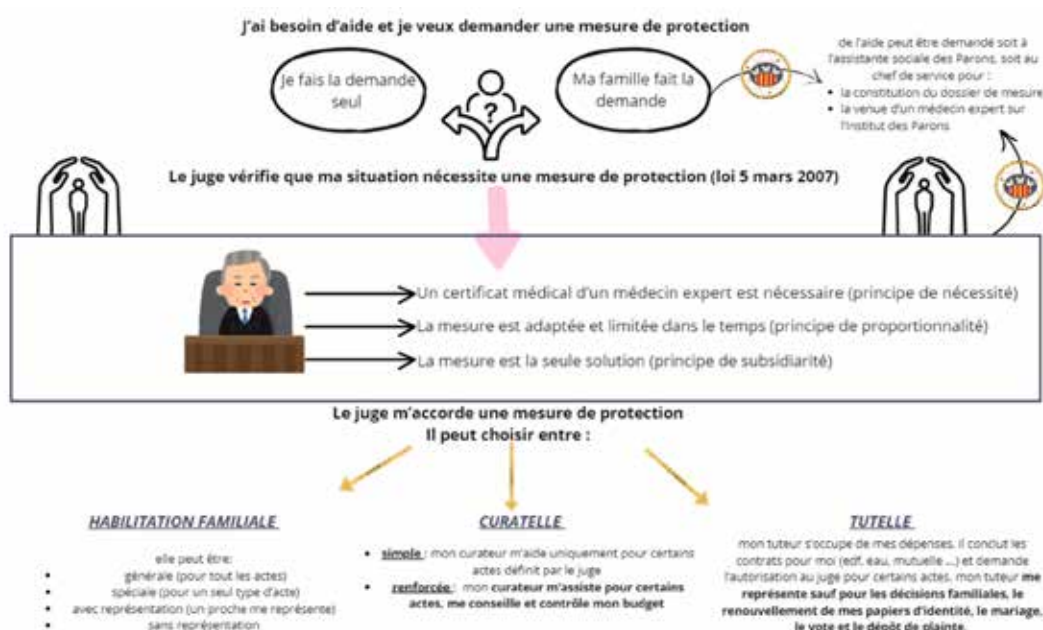 J'ai besoin d'aide et je veux demander une mesure de protection
Je fais la demande
seul
?
Ma famille fait la
demande
de l'aide peut être demandé soit à
l'assistante sociale des Parons, soit au
chef de service pour :
• la constitution du dossier de mesure
• la venue d'un médecin expert sur
l'Institut des Parons
Le juge vérifie que ma situation nécessite une mesure de protection (loi 5 mars 2007)
Un certificat médical d'un médecin expert est nécessaire (principe de nécessité)
La mesure est adaptée et limitée dans le temps (principe de proportionnalité)
La mesure est la seule solution (principe de subsidiarité)
Le juge m'accorde une mesure de protection
Il peut choisir entre :
HABILITATION FAMILIALE
elle peut être:
• générale (pour tout les actes)
• spéciale (pour un seul type d'acte)
• avec représentation (un proche me représente)
• sans représentation
CURATELLE
• simple : mon curateur m'aide uniquement pour certains
actes définit par le juge
• renforcée : mon curateur m'assiste pour certains
actes, me conseille et contrôle mon budget
TUTELLE
mon tuteur s'occupe de mes dépenses. Il conclut les
contrats pour moi (edf, eau, mutuelle ...) et demande
l'autorisation au juge pour certains actes. mon tuteur me
représente sauf pour les décisions familiales, le
renouvellement de mes papiers d'identité, le mariage,
le vote et le dépôt de plainte.